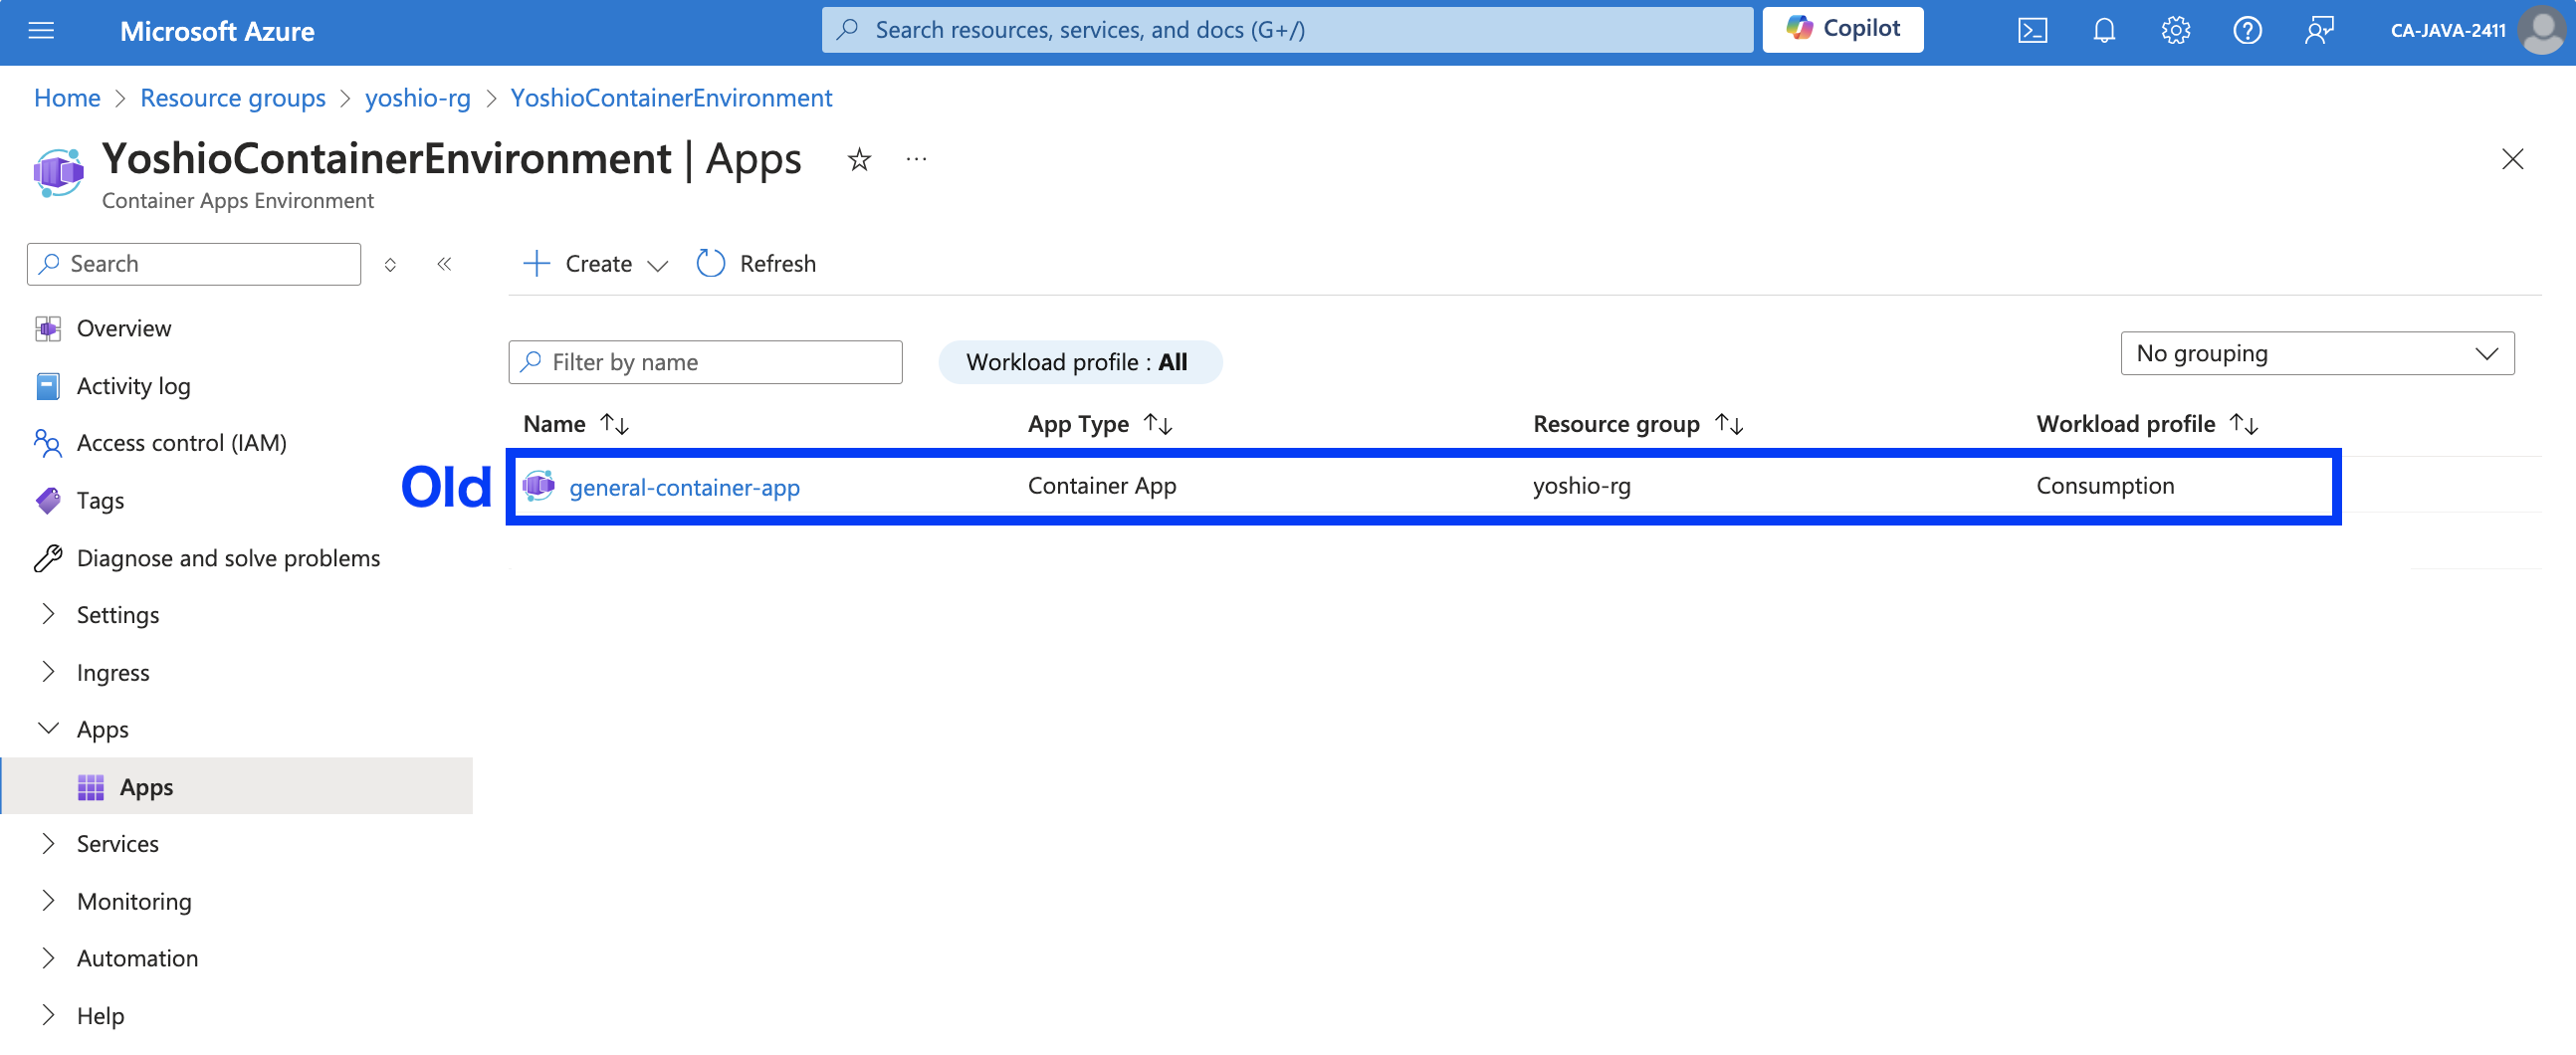 Microsoft Azure
Search resources, services, and docs (G+/)
Copilot
CA-JAVA-2411
Home > Resource groups > yoshio-rg > YoshioContainerEnvironment
YoshioContainerEnvironment | Apps
Container Apps Environment
Search
Create
Refresh
Overview
Activity log
Access control (IAM)
Tags
Diagnose and solve problems
Settings
Ingress
Apps
Apps
Services
Monitoring
Automation
Help
Filter by name
Workload profile : All
No grouping
Name App Type Resource group Workload profile
Old
general-container-app Container App yoshio-rg Consumption